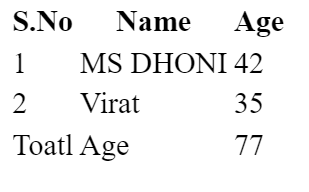 S.No Name Age
1 MS DHONI 42
2 Virat 35
Toatl Age 77